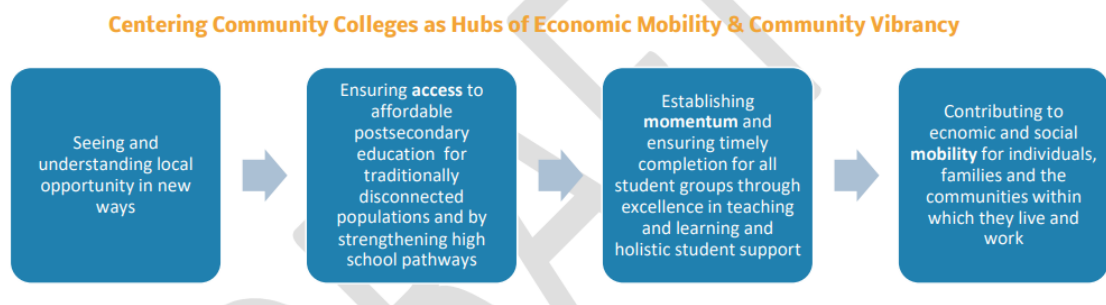 Centering Community Colleges as Hubs of Economic Mobility & Community Vibrancy
Seeing and
understanding local
opportunity in new
ways
Ensuring access to
affordable
postsecondary
education for
traditionally
disconnected
populations and by
strengthening high
school pathways
Establishing
momentum and
ensuring timely
completion for all
student groups through
excellence in teaching
and learning and
holistic student support
Contributing to
ecnomic and social
mobility for individuals,
families and the
communities within
which they live and
work